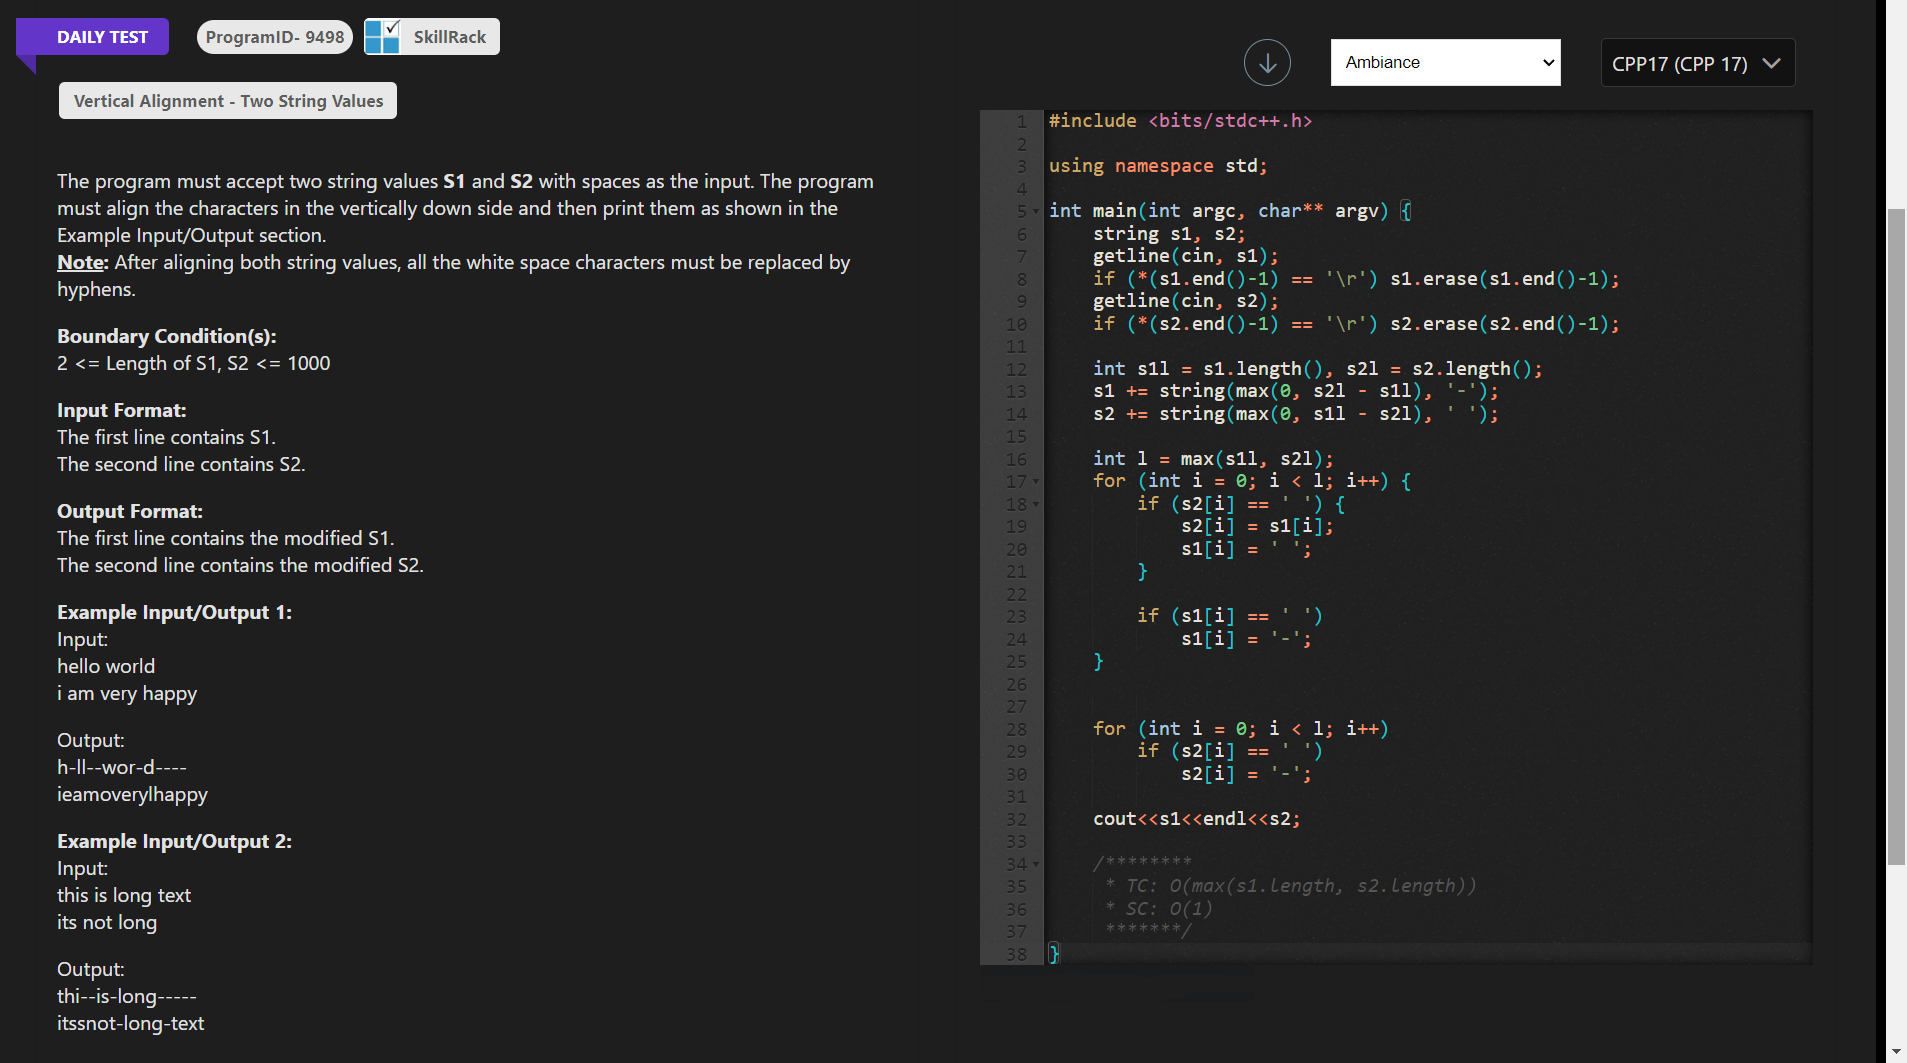 DAILY TEST
ProgramID- 9498
SkillRack
Vertical Alignment - Two String Values
The program must accept two string values S1 and S2 with spaces as the input. The program
must align the characters in the vertically down side and then print them as shown in the
Example Input/Output section.
Note: After aligning both string values, all the white space characters must be replaced by
hyphens.
Boundary Condition(s):
2 <= Length of S1, S2 <= 1000
Input Format:
The first line contains S1.
The second line contains S2.
Output Format:
The first line contains the modified S1.
The second line contains the modified S2.
Example Input/Output 1:
Input:
hello world
i am very happy
Output:
h-ll--wor-d----
ieamoverylhappy
Example Input/Output 2:
Input:
this is long text
its not long
Output:
thi--is-long-----
itssnot-long-text
Ambiance
CPP17 (CPP 17)
1 #include <bits/stdc++.h>
2
3 using namespace std;
4
5 int main(int argc, char** argv) {
6     string s1, s2;
7     getline(cin, s1);
8     if (*(s1.end()-1) == '\r') s1.erase(s1.end()-1);
9     getline(cin, s2);
10     if (*(s2.end()-1) == '\r') s2.erase(s2.end()-1);
11
12     int s1l = s1.length(), s2l = s2.length();
13     s1 += string(max(0, s2l - s1l), '-');
14     s2 += string(max(0, s1l - s2l), ' ');
15
16     int l = max(s1l, s2l);
17     for (int i = 0; i < l; i++) {
18         if (s2[i] == ' ') {
19             s2[i] = s1[i];
20             s1[i] = ' ';
21         }
22
23         if (s1[i] == ' ')
24             s1[i] = '-';
25     }
26
27
28     for (int i = 0; i < l; i++)
29         if (s2[i] == ' ')
30             s2[i] = '-';
31
32     cout<<s1<<endl<<s2;
33
34     /********
35      * TC: O(max(s1.length, s2.length))
36      * SC: O(1)
37      *******/
38 }